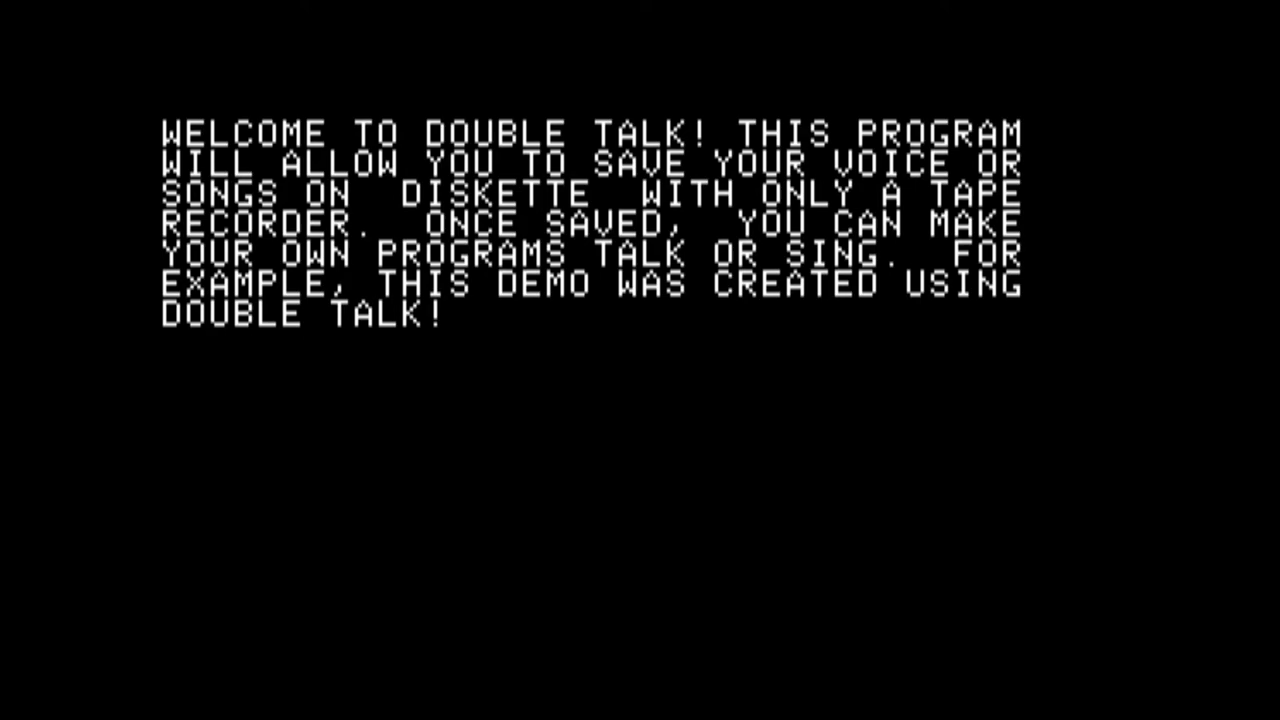 WELCOME TO DOUBLE TALK! THIS PROGRAM
WILL ALLOW YOU TO SAVE YOUR VOICE OR
SONGS ON  DISKETTE  WITH ONLY A TAPE
RECORDER.  ONCE SAVED,  YOU CAN MAKE
YOUR OWN PROGRAMS TALK OR SING.  FOR
EXAMPLE, THIS DEMO WAS CREATED USING
DOUBLE TALK!